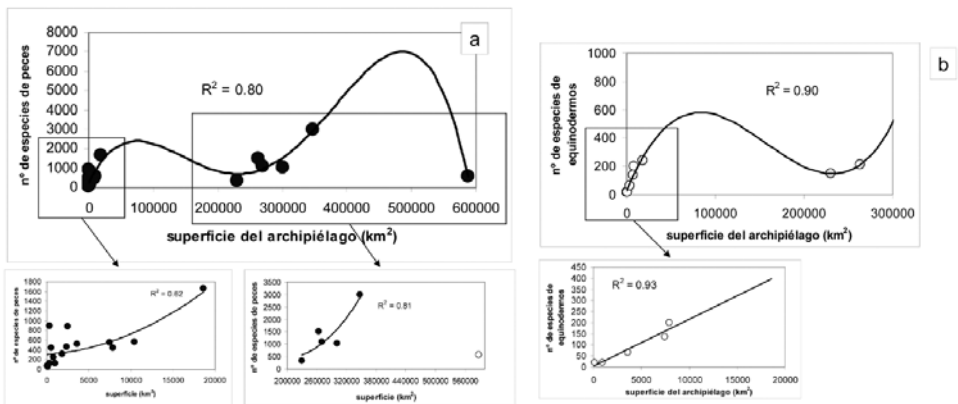 a
8000
7000
6000
5000
4000
3000
2000
1000
0
nº de especies de peces
R² = 0.80
0 100000 200000 300000 400000 500000 600000
superficie del archipiélago (km²)
b
1000
800
600
400
200
0
nº de especies de
equinodermos
R² = 0.90
0 100000 200000 300000
superficie del archipiélago (km²)
1800
1600
1400
1200
1000
800
600
400
200
0
nº de especies de peces
R² = 0.62
0 5000 10000 15000 20000
superficie (km²)
3500
3000
2500
2000
1500
1000
500
0
nº de especies de peces
R² = 0.81
200000 240000 280000 320000 360000 400000 440000 480000 520000 560000
superficie (km²)
450
400
350
300
250
200
150
100
50
0
nº de especies de
equinodermos
R² = 0.93
0 5000 10000 15000 20000
superficie del archipiélago (km²)